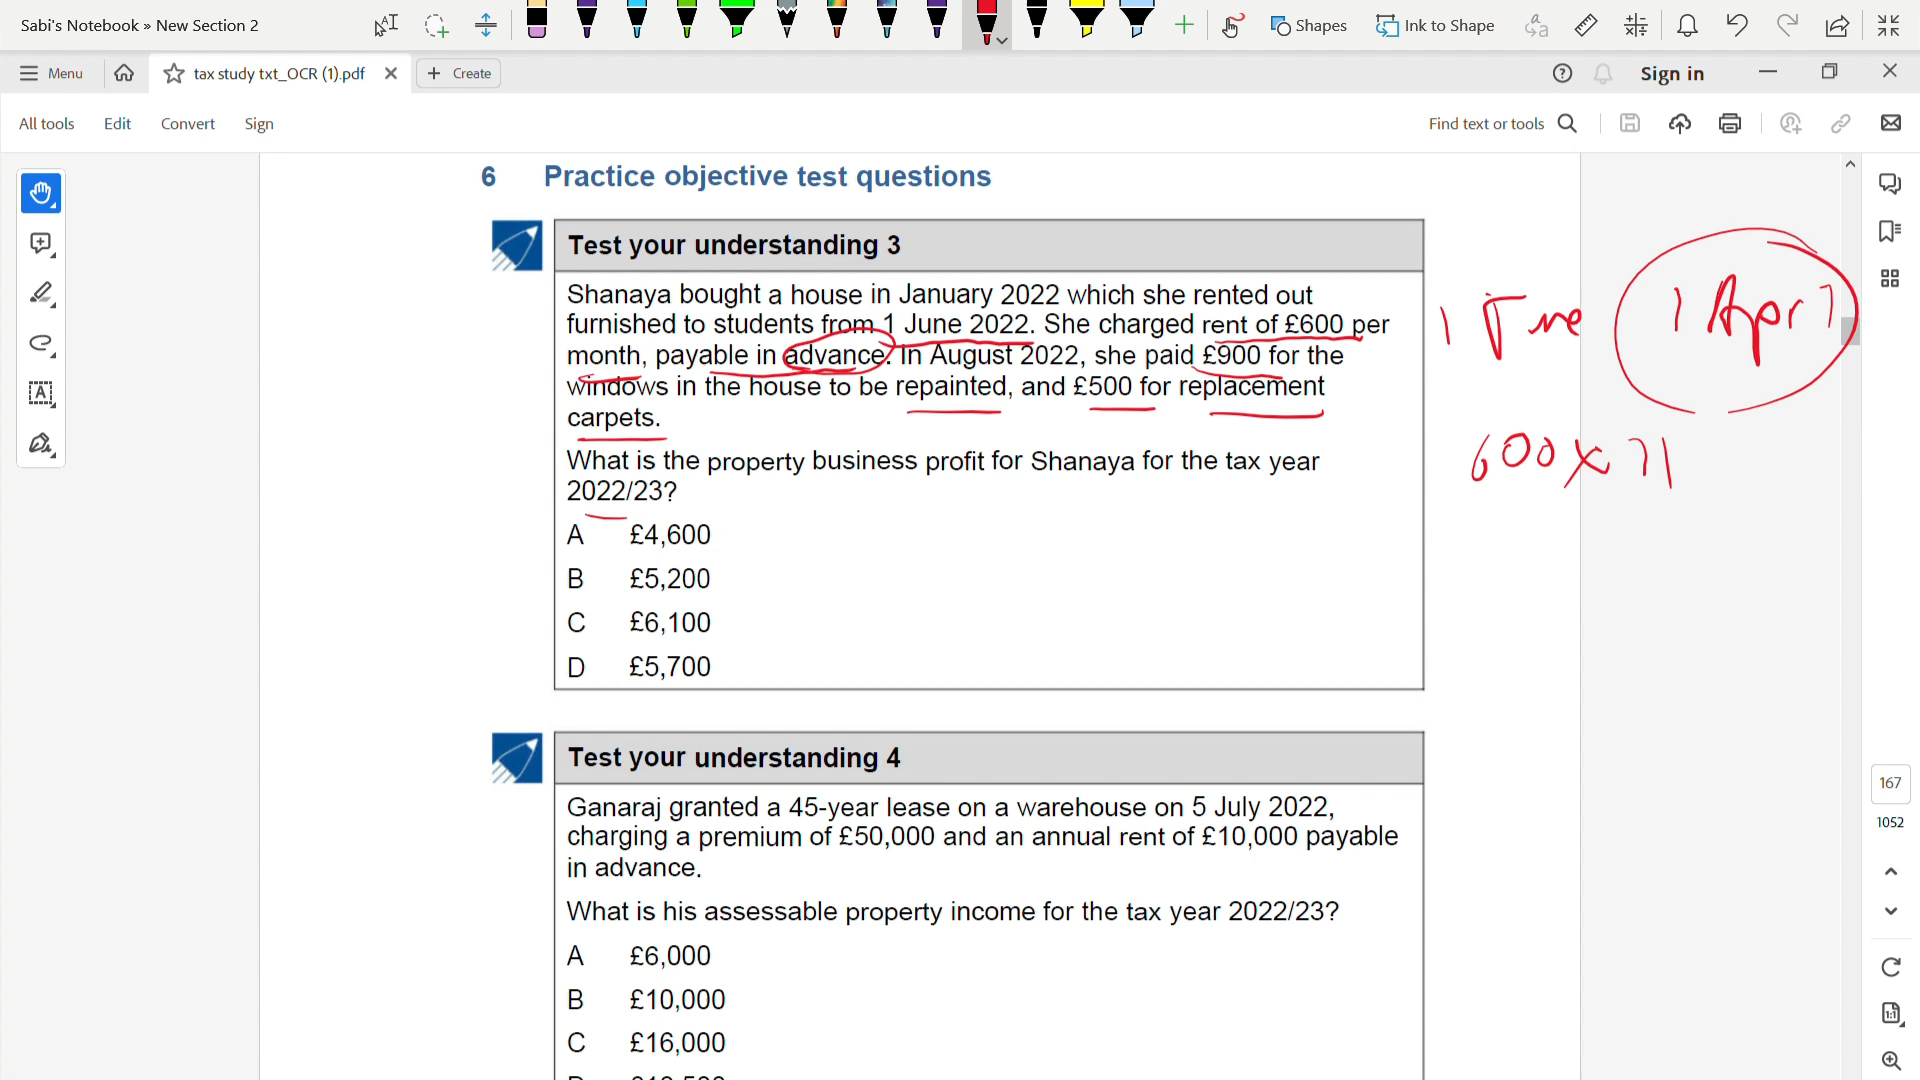 Sabi's Notebook » New Section 2
Shapes
Ink to Shape
Menu
tax study txt_OCR (1).pdf
Create
Sign in
All tools
Edit
Convert
Sign
Find text or tools
6 Practice objective test questions
Test your understanding 3
Shanaya bought a house in January 2022 which she rented out
furnished to students from 1 June 2022. She charged rent of £600 per
month, payable in advance. In August 2022, she paid £900 for the
windows in the house to be repainted, and £500 for replacement
carpets.
What is the property business profit for Shanaya for the tax year
2022/23?
A £4,600
B £5,200
C £6,100
D £5,700
1 June
1 Apr
600 x 11
Test your understanding 4
Ganaraj granted a 45-year lease on a warehouse on 5 July 2022,
charging a premium of £50,000 and an annual rent of £10,000 payable
in advance.
What is his assessable property income for the tax year 2022/23?
A £6,000
B £10,000
C £16,000
167
1052